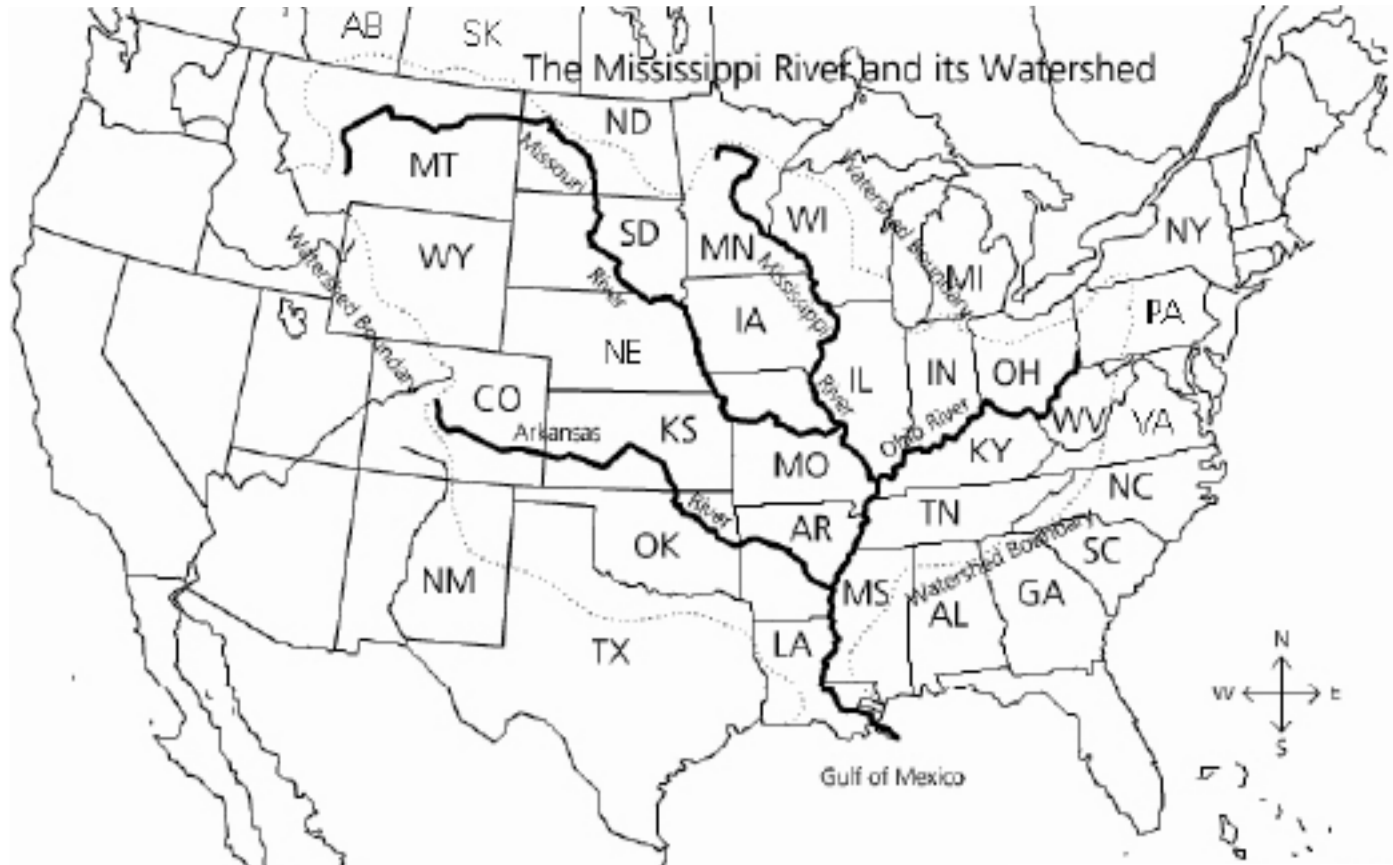 AB
SK
The Mississippi River and its Watershed
ND
MT
Missouri
River
Watershed Boundary
WI
NY
SD
MN
Mississippi
River
WY
Watershed Boundary
MI
PA
IA
NE
IL
IN
OH
CO
Arkansas
River
KS
Ohio River
WV
VA
MO
KY
NC
TN
AR
OK
Watershed Boundary
SC
NM
MS
AL
GA
TX
LA
N
W
E
S
Gulf of Mexico